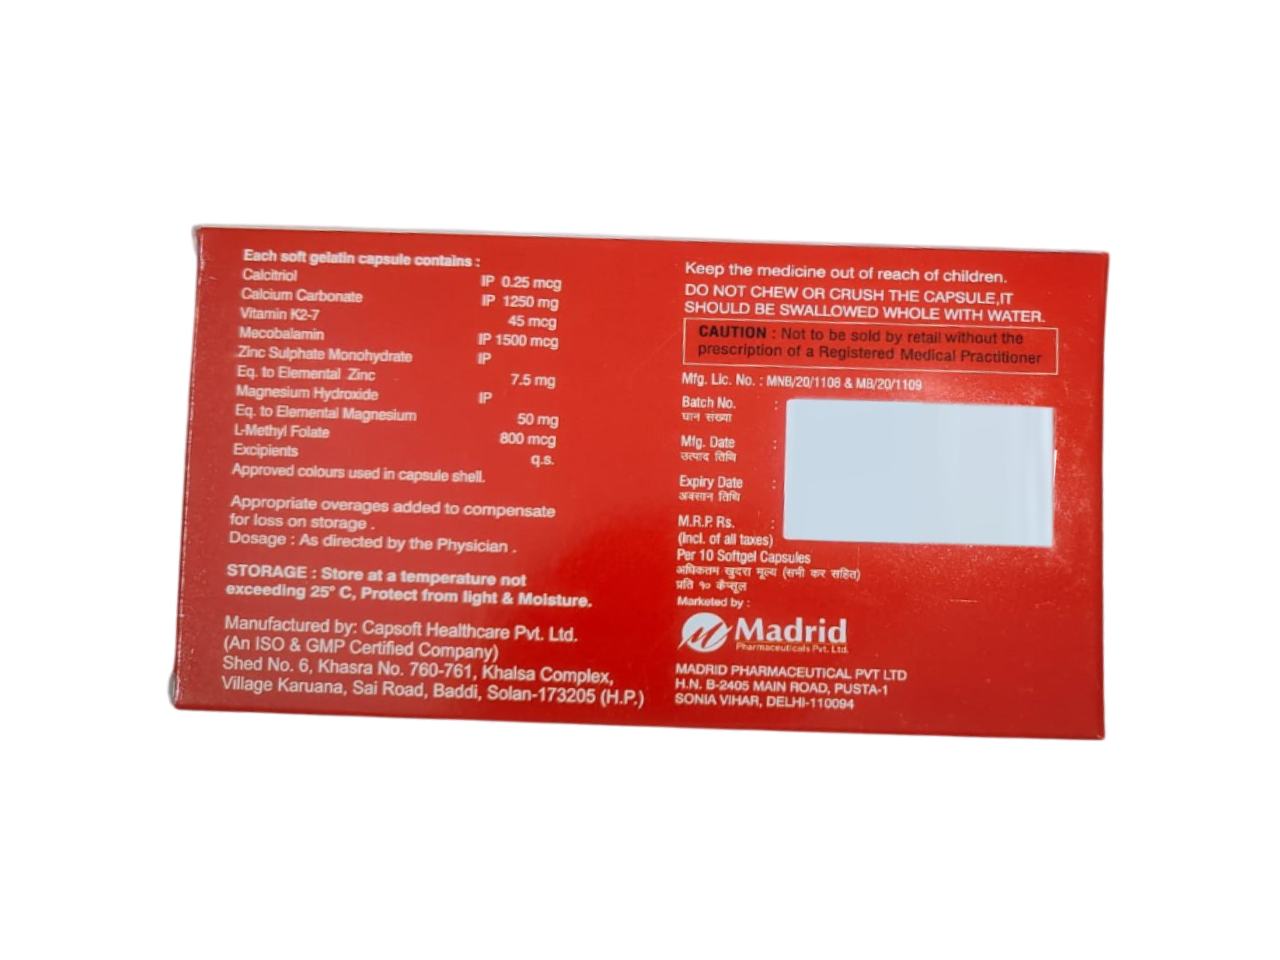 Each soft gelatin capsule contains :
Calcitriol IP 0.25 mcg
Calcium Carbonate IP 1250 mg
Vitamin K2-7 45 mcg
Mecobalamin IP 1500 mcg
Zinc Sulphate Monohydrate IP
Eq. to Elemental Zinc 7.5 mg
Magnesium Hydroxide IP
Eq. to Elemental Magnesium 50 mg
L-Methyl Folate 800 mcg
Excipients q.s.
Approved colours used in capsule shell.
Appropriate overages added to compensate
for loss on storage .
Dosage : As directed by the Physician .
STORAGE : Store at a temperature not
exceeding 25° C, Protect from light & Moisture.
Manufactured by: Capsoft Healthcare Pvt. Ltd.
(An ISO & GMP Certified Company)
Shed No. 6, Khasra No. 760-761, Khalsa Complex,
Village Karuana, Sai Road, Baddi, Solan-173205 (H.P.)
Keep the medicine out of reach of children.
DO NOT CHEW OR CRUSH THE CAPSULE,IT
SHOULD BE SWALLOWED WHOLE WITH WATER.
CAUTION : Not to be sold by retail without the
prescription of a Registered Medical Practitioner
Mfg. Lic. No. : MNB/20/1108 & MB/20/1109
Batch No. :
घान संख्या
Mfg. Date :
उत्पाद तिथि
Expiry Date :
अवसान तिथि
M.R.P. Rs. :
(Incl. of all taxes)
Per 10 Softgel Capsules
अधिकतम खुदरा मूल्य (सभी कर सहित)
प्रति १० कैप्सूल
Marketed by :
Madrid
Pharmaceuticals Pvt. Ltd.
MADRID PHARMACEUTICAL PVT LTD
H.N. B-2405 MAIN ROAD, PUSTA-1
SONIA VIHAR, DELHI-110094